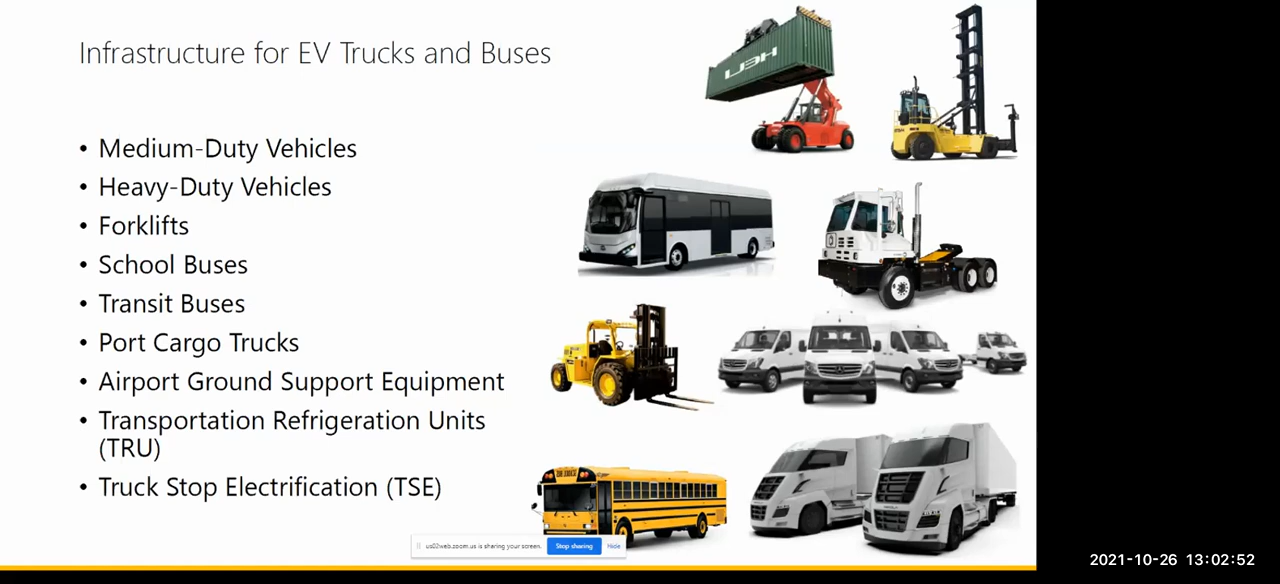 Infrastructure for EV Trucks and Buses
• Medium-Duty Vehicles
• Heavy-Duty Vehicles
• Forklifts
• School Buses
• Transit Buses
• Port Cargo Trucks
• Airport Ground Support Equipment
• Transportation Refrigeration Units
(TRU)
• Truck Stop Electrification (TSE)
us02web.zoom.us is sharing your screen.
Stop sharing
Hide
2021-10-26 13:02:52